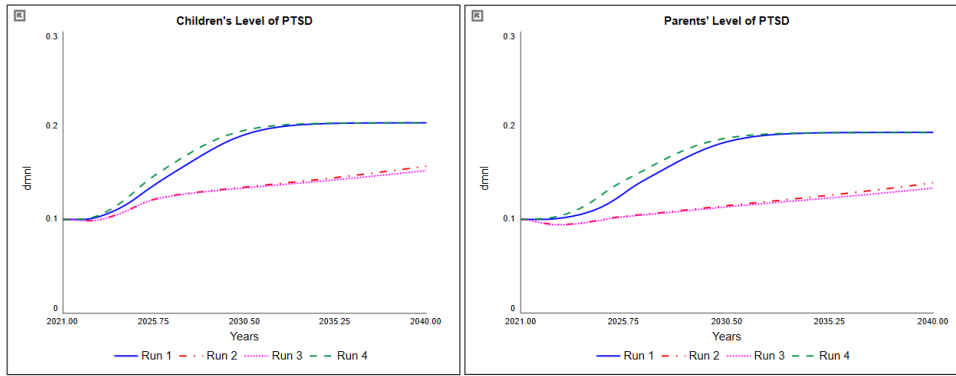 Children's Level of PTSD
0.3
0.2
dmnl
0.1
0
2021.00 2025.75 2030.50 2035.25 2040.00
Years
Run 1 Run 2 Run 3 Run 4
Parents' Level of PTSD
0.3
0.2
dmnl
0.1
0
2021.00 2025.75 2030.50 2035.25 2040.00
Years
Run 1 Run 2 Run 3 Run 4